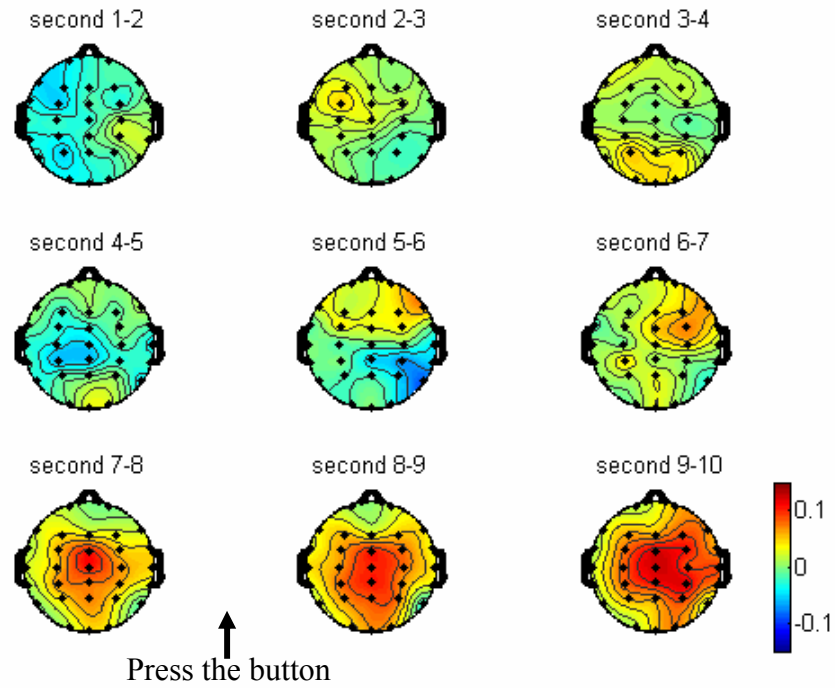 second 1-2
second 2-3
second 3-4
second 4-5
second 5-6
second 6-7
second 7-8
second 8-9
second 9-10
0.1
0
-0.1
Press the button